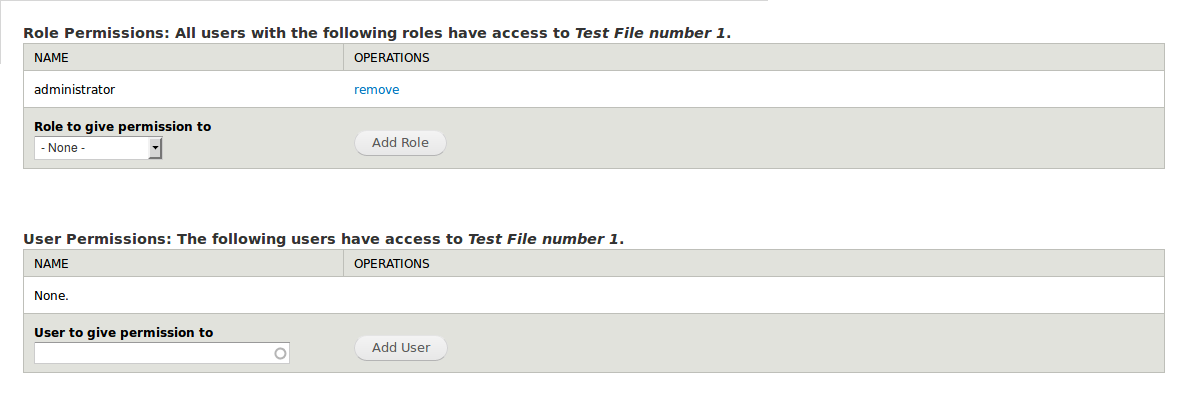 Role Permissions: All users with the following roles have access to Test File number 1.
NAME OPERATIONS
administrator remove
Role to give permission to
- None - Add Role
User Permissions: The following users have access to Test File number 1.
NAME OPERATIONS
None.
User to give permission to
Add User